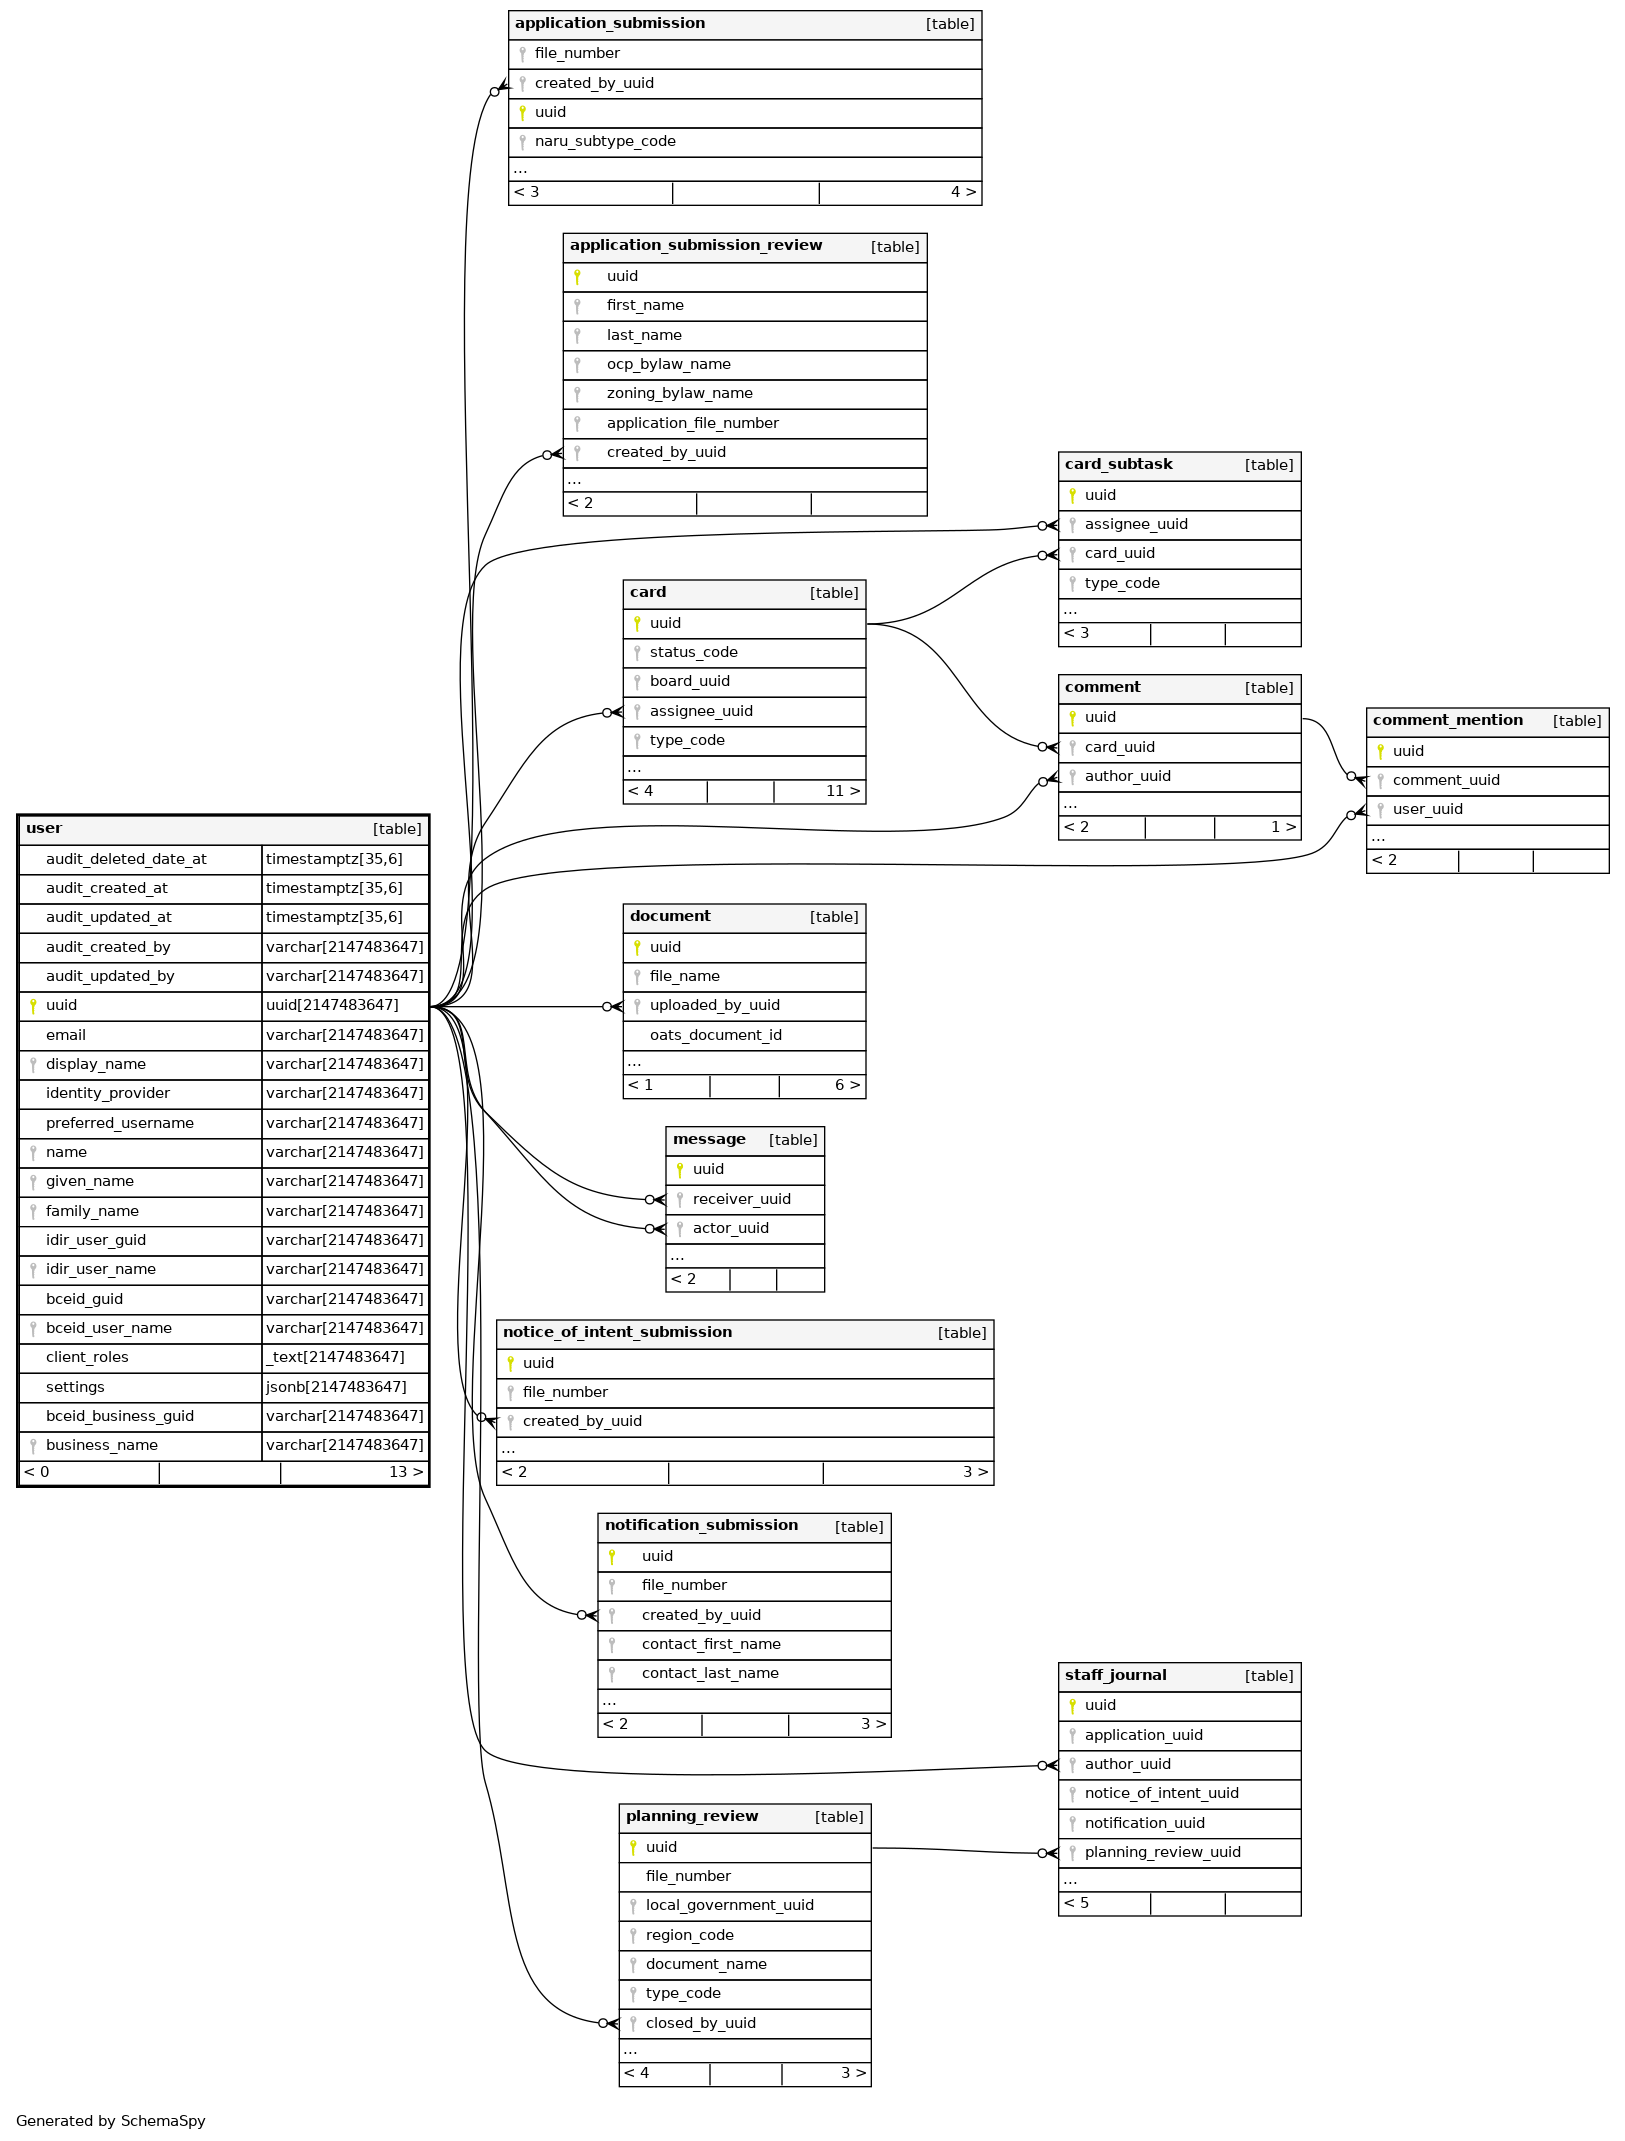 application_submission [table]
file_number
created_by_uuid
uuid
naru_subtype_code
...
< 3 4 >
application_submission_review [table]
uuid
first_name
last_name
ocp_bylaw_name
zoning_bylaw_name
application_file_number
created_by_uuid
...
< 2
card_subtask [table]
uuid
assignee_uuid
card_uuid
type_code
...
< 3
card [table]
uuid
status_code
board_uuid
assignee_uuid
type_code
...
< 4 11 >
comment [table]
uuid
card_uuid
author_uuid
...
< 2 1 >
comment_mention [table]
uuid
comment_uuid
user_uuid
...
< 2
user [table]
audit_deleted_date_at timestamptz[35,6]
audit_created_at timestamptz[35,6]
audit_updated_at timestamptz[35,6]
audit_created_by varchar[2147483647]
audit_updated_by varchar[2147483647]
uuid uuid[2147483647]
email varchar[2147483647]
display_name varchar[2147483647]
identity_provider varchar[2147483647]
preferred_username varchar[2147483647]
name varchar[2147483647]
given_name varchar[2147483647]
family_name varchar[2147483647]
idir_user_guid varchar[2147483647]
idir_user_name varchar[2147483647]
bceid_guid varchar[2147483647]
bceid_user_name varchar[2147483647]
client_roles _text[2147483647]
settings jsonb[2147483647]
bceid_business_guid varchar[2147483647]
business_name varchar[2147483647]
< 0 13 >
document [table]
uuid
file_name
uploaded_by_uuid
oats_document_id
...
< 1 6 >
message [table]
uuid
receiver_uuid
actor_uuid
...
< 2
notice_of_intent_submission [table]
uuid
file_number
created_by_uuid
...
< 2 3 >
notification_submission [table]
uuid
file_number
created_by_uuid
contact_first_name
contact_last_name
...
< 2 3 >
staff_journal [table]
uuid
application_uuid
author_uuid
notice_of_intent_uuid
notification_uuid
planning_review_uuid
...
< 5
planning_review [table]
uuid
file_number
local_government_uuid
region_code
document_name
type_code
closed_by_uuid
...
< 4 3 >
Generated by SchemaSpy